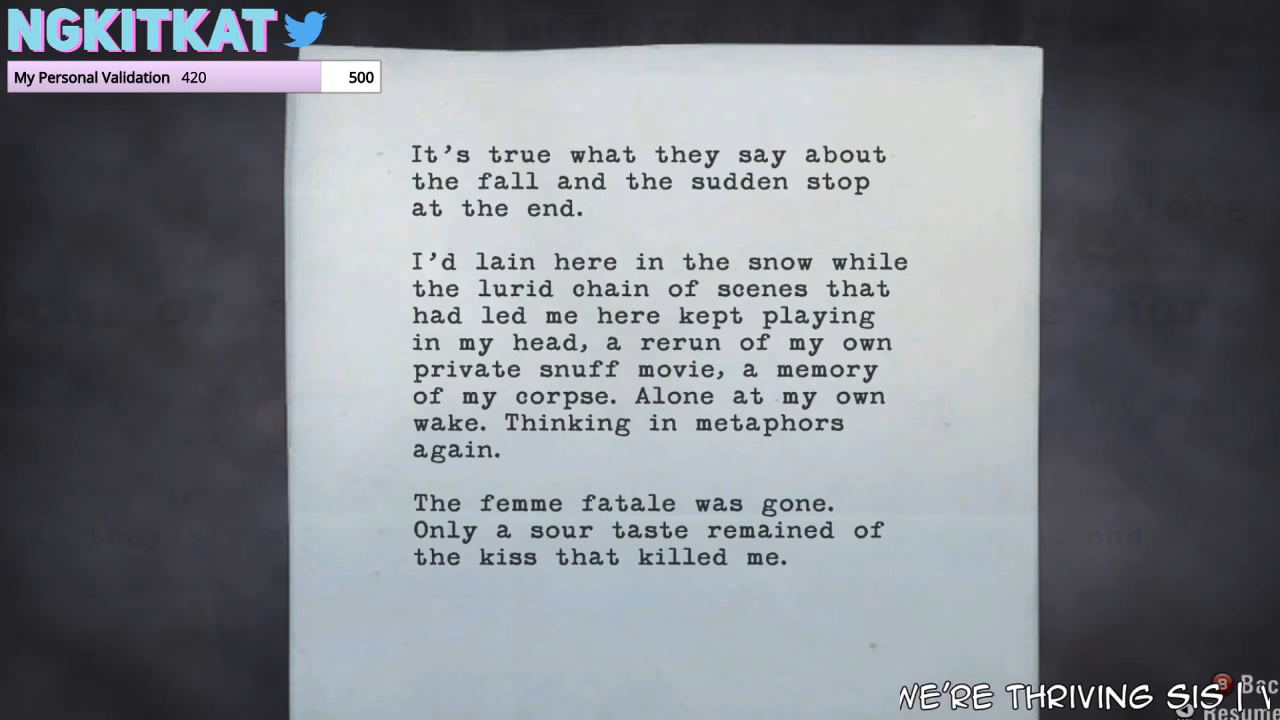 NGKITKAT
My Personal Validation 420 500
It's true what they say about
the fall and the sudden stop
at the end.
I'd lain here in the snow while
the lurid chain of scenes that
had led me here kept playing
in my head, a rerun of my own
private snuff movie, a memory
of my corpse. Alone at my own
wake. Thinking in metaphors
again.
The femme fatale was gone.
Only a sour taste remained of
the kiss that killed me.
Alone
WE'RE THRIVING SIS |
B
Resume